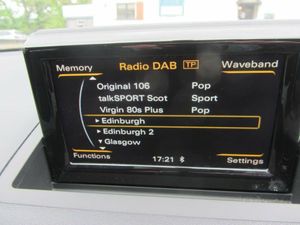 Memory Radio DAB TP Waveband
Original 106 Pop
talkSPORT Scot Sport
Virgin 80s Plus Pop
▸ Edinburgh
▸ Edinburgh 2
▾ Glasgow
Functions 17:21 Settings